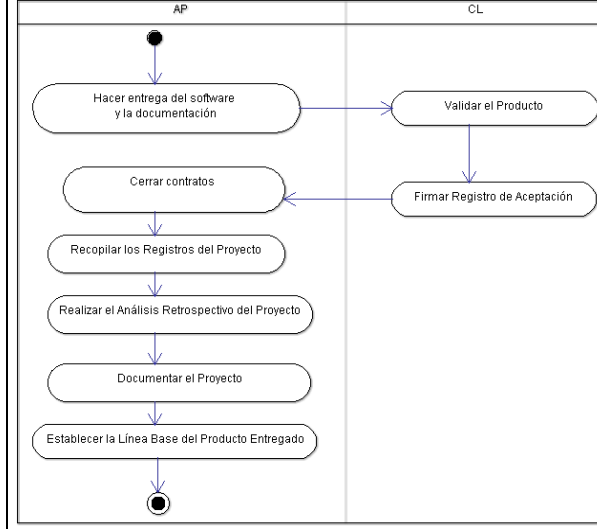 AP
CL
Hacer entrega del software
y la documentación
Validar el Producto
Firmar Registro de Aceptación
Cerrar contratos
Recopilar los Registros del Proyecto
Realizar el Análisis Retrospectivo del Proyecto
Documentar el Proyecto
Establecer la Línea Base del Producto Entregado